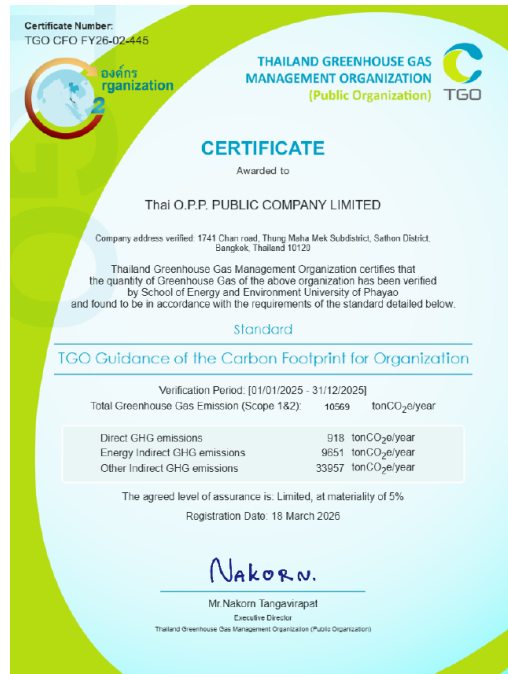 Certificate Number:
TGO CFO FY26-02-445
องค์กร
rganization
2
THAILAND GREENHOUSE GAS
MANAGEMENT ORGANIZATION
(Public Organization)
TGO
CERTIFICATE
Awarded to
Thai O.P.P. PUBLIC COMPANY LIMITED
Company address verified: 1741 Chan road, Thung Maha Mek Subdistrict, Sathon District,
Bangkok, Thailand 10120
Thailand Greenhouse Gas Management Organization certifies that
the quantity of Greenhouse Gas of the above organization has been verified
by School of Energy and Environment University of Phayao
and found to be in accordance with the requirements of the standard detailed below.
Standard
TGO Guidance of the Carbon Footprint for Organization
Verification Period: [01/01/2025 - 31/12/2025]
Total Greenhouse Gas Emission (Scope 1&2): 10569 tonCO₂e/year
Direct GHG emissions 918 tonCO₂e/year
Energy Indirect GHG emissions 9651 tonCO₂e/year
Other Indirect GHG emissions 33957 tonCO₂e/year
The agreed level of assurance is: Limited, at materiality of 5%
Registration Date: 18 March 2026
NAKORN.
Mr.Nakorn Tangavirapat
Executive Director
Thailand Greenhouse Gas Management Organization (Public Organization)